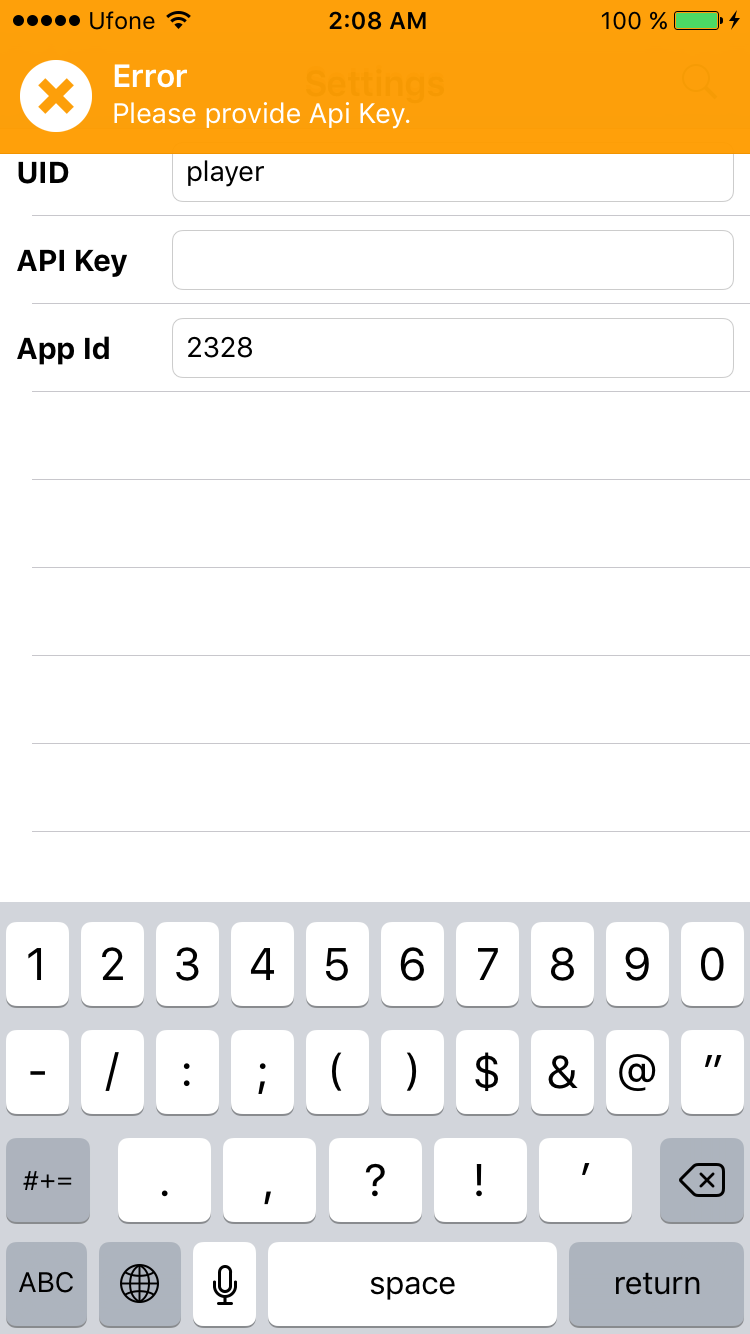 Ufone 2:08 AM 100 %
Settings
Error
Please provide Api Key.
UID player
API Key
App Id 2328
1 2 3 4 5 6 7 8 9 0
- / : ; ( ) $ & @ "
#+= . , ? ! '
ABC space return